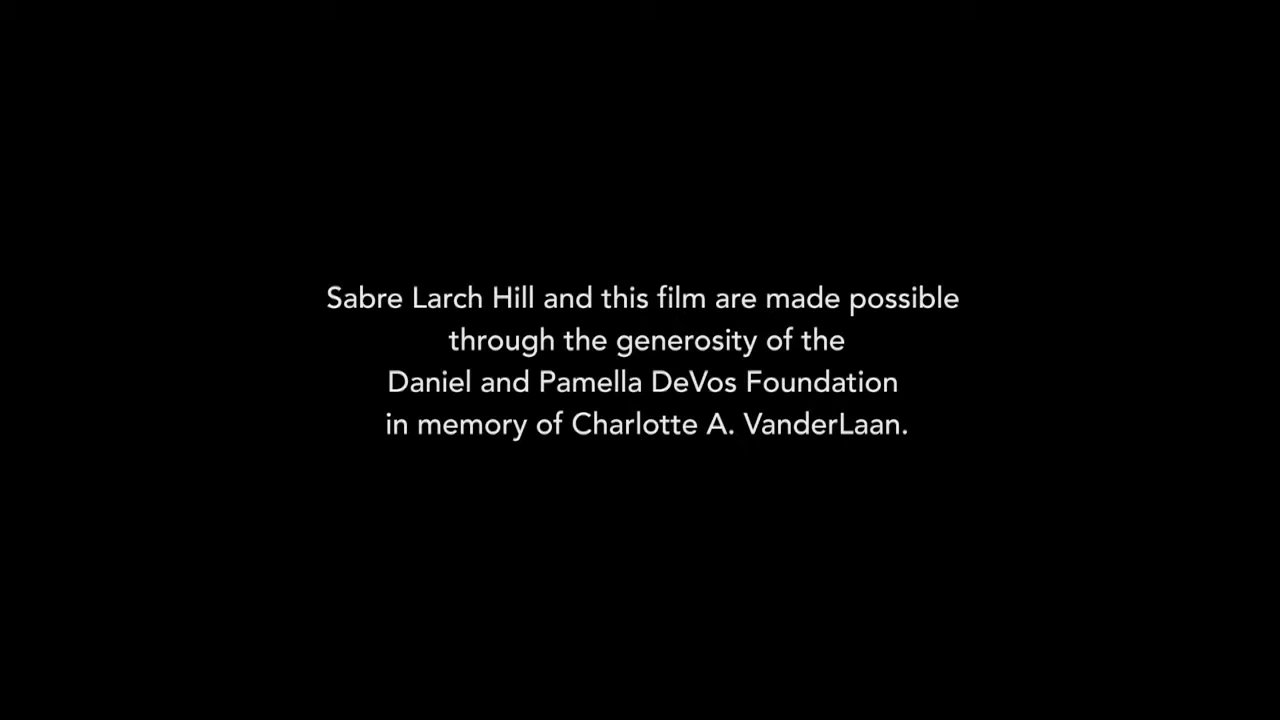 Sabre Larch Hill and this film are made possible
through the generosity of the
Daniel and Pamella DeVos Foundation
in memory of Charlotte A. VanderLaan.